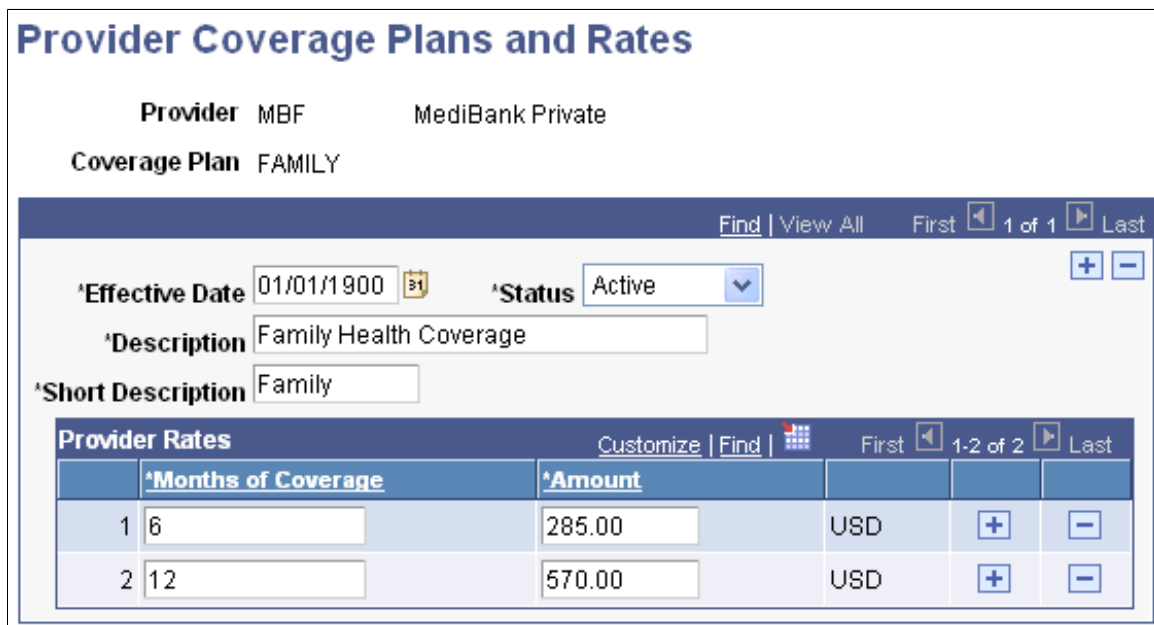 Provider Coverage Plans and Rates
Provider MBF MediBank Private
Coverage Plan FAMILY
Find | View All First 1 of 1 Last
*Effective Date 01/01/1900 31 *Status Active
*Description Family Health Coverage
*Short Description Family
Provider Rates Customize | Find | First 1-2 of 2 Last
*Months of Coverage *Amount
1 6 285.00 USD
2 12 570.00 USD